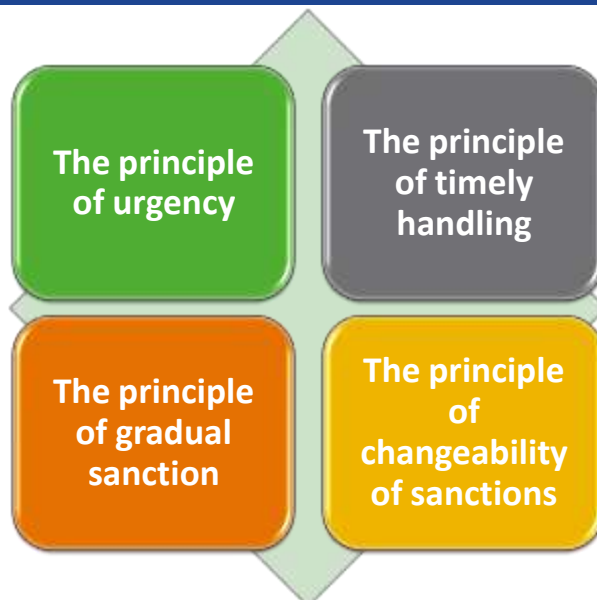 The principle
of urgency
The principle
of timely
handling
The principle
of gradual
sanction
The principle
of
changeability
of sanctions